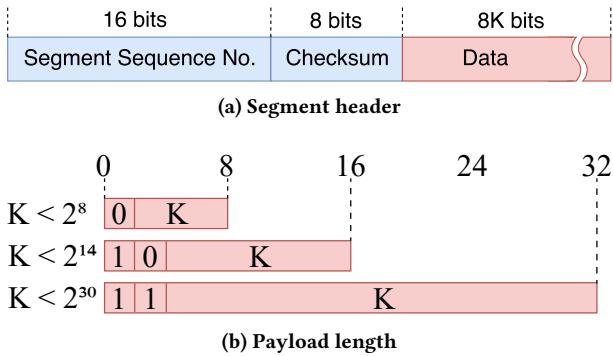 16 bits 8 bits 8K bits
Segment Sequence No. Checksum Data
(a) Segment header
0 8 16 24 32
K < 2⁸ 0 K
K < 2¹⁴ 1 0 K
K < 2³⁰ 1 1 K
(b) Payload length